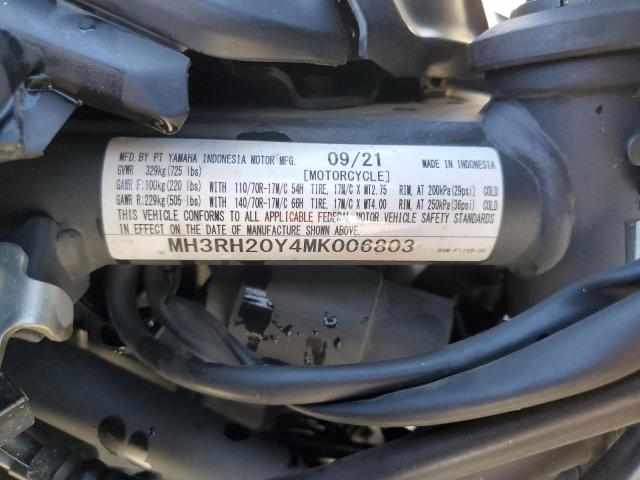 MFD. BY PT YAMAHA INDONESIA MOTOR MFG. 09/21 MADE IN INDONESIA
GVWR 329kg(725 lbs) [MOTORCYCLE]
GAWR F:100kg(220 lbs) WITH 110/70R-17M/C 54H TIRE, 17M/C X MT2.75 RIM, AT 200kPa(29psi) COLD
GAWR R:229kg(505 lbs) WITH 140/70R-17M/C 66H TIRE, 17M/C X MT4.00 RIM, AT 250kPa(36psi) COLD
THIS VEHICLE CONFORMS TO ALL APPLICABLE FEDERAL MOTOR VEHICLE SAFETY STANDARDS
IN EFFECT ON THE DATE OF MANUFACTURE SHOWN ABOVE.
MH3RH20Y4MK006803